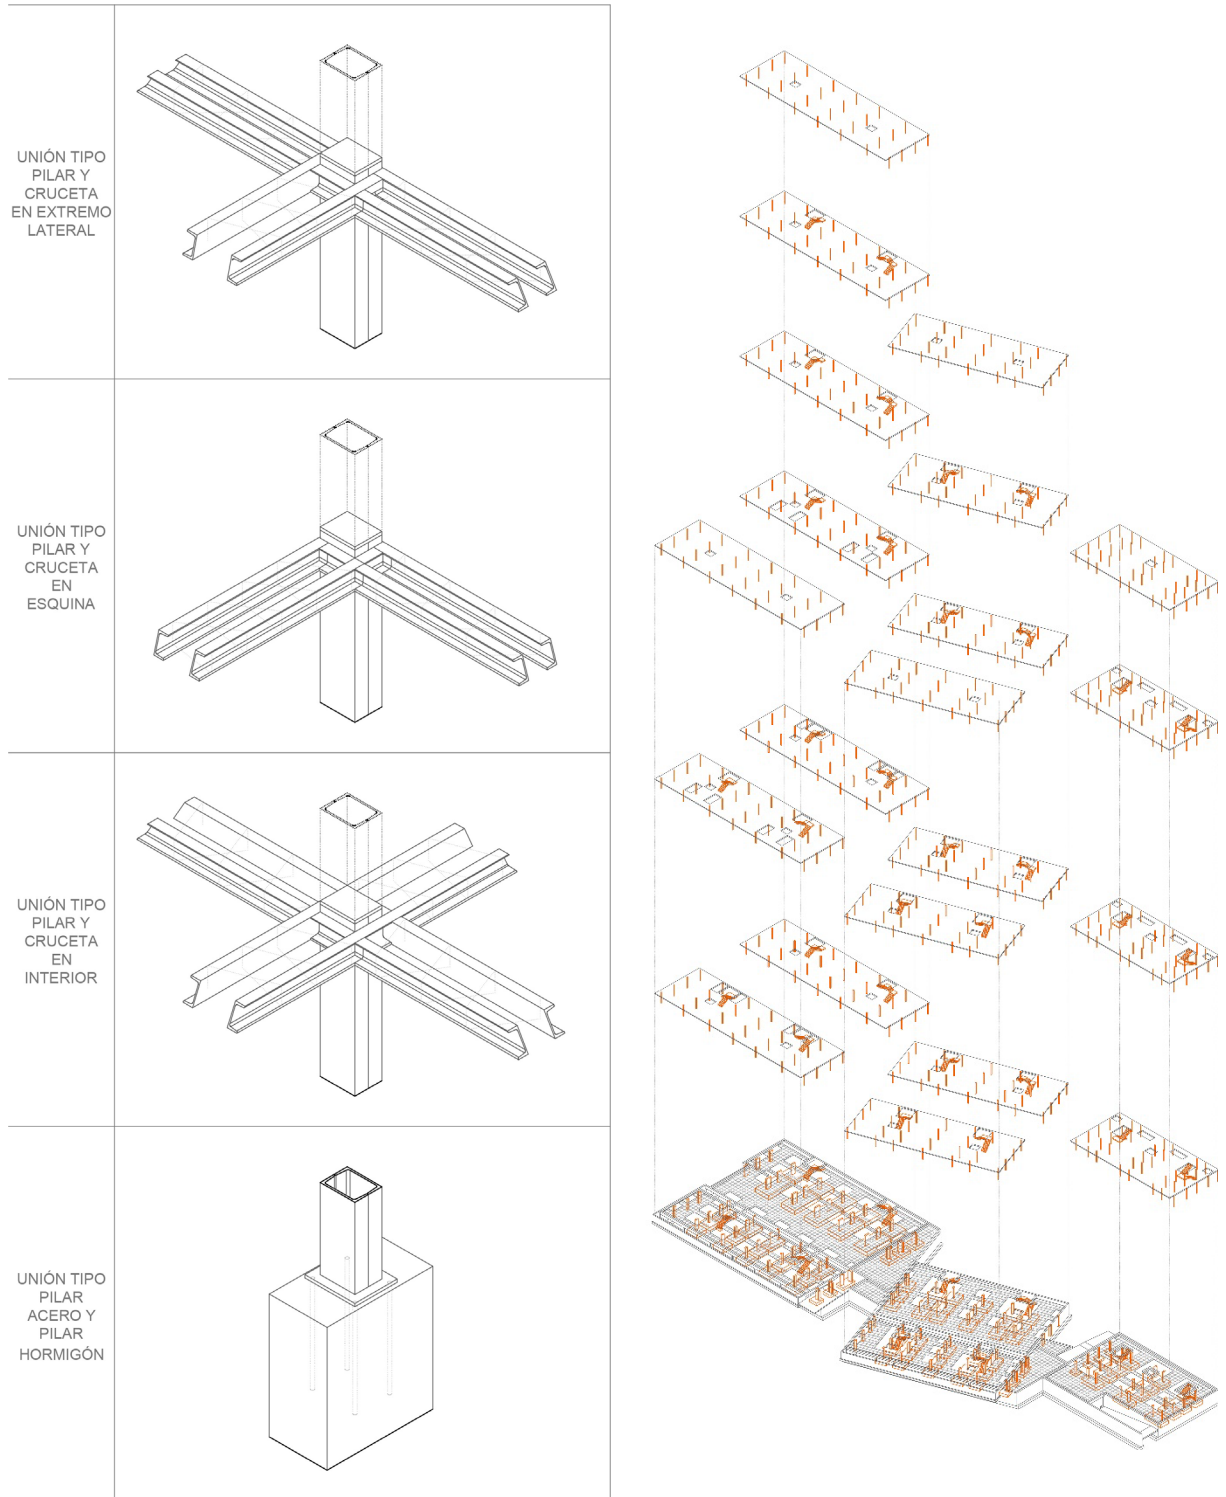 UNIÓN TIPO
PILAR Y
CRUCETA
EN EXTREMO
LATERAL
UNIÓN TIPO
PILAR Y
CRUCETA
EN
ESQUINA
UNIÓN TIPO
PILAR Y
CRUCETA
EN
INTERIOR
UNIÓN TIPO
PILAR
ACERO Y
PILAR
HORMIGÓN